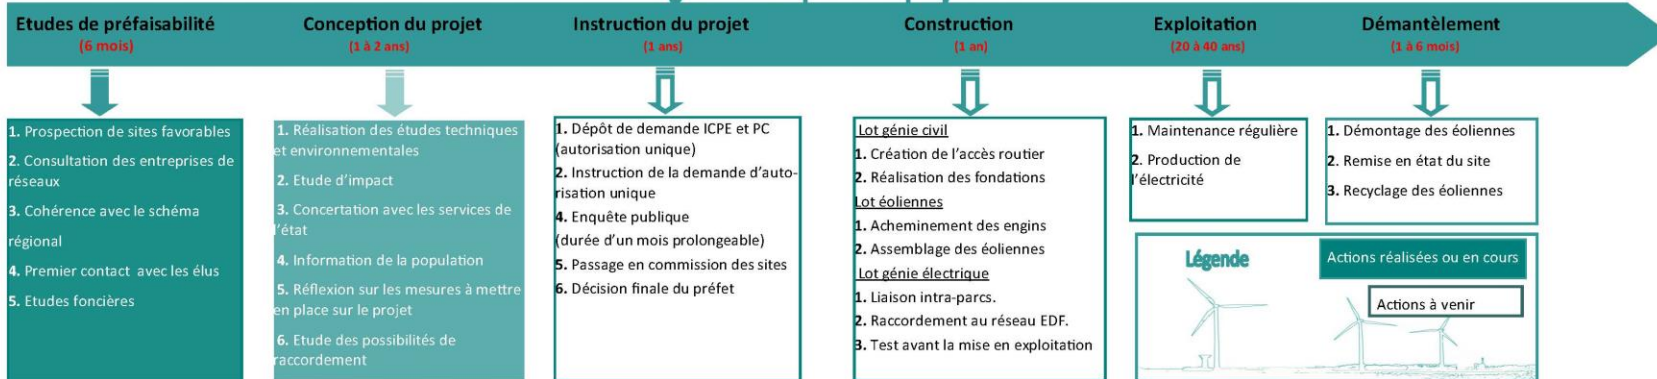 Etudes de préfaisabilité
(6 mois)
Conception du projet
(1 à 2 ans)
Instruction du projet
(1 ans)
Construction
(1 an)
Exploitation
(20 à 40 ans)
Démantèlement
(1 à 6 mois)
1. Prospection de sites favorables
2. Consultation des entreprises de
réseaux
3. Cohérence avec le schéma
régional
4. Premier contact avec les élus
5. Etudes foncières
1. Réalisation des études techniques
et environnementales
2. Etude d'impact
3. Concertation avec les services de
l'état
4. Information de la population
5. Réflexion sur les mesures à mettre
en place sur le projet
6. Etude des possibilités de
raccordement
1. Dépôt de demande ICPE et PC
(autorisation unique)
2. Instruction de la demande d'auto-
risation unique
4. Enquête publique
(durée d'un mois prolongeable)
5. Passage en commission des sites
6. Décision finale du préfet
Lot génie civil
1. Création de l'accès routier
2. Réalisation des fondations
Lot éoliennes
1. Acheminement des engins
2. Assemblage des éoliennes
Lot génie électrique
1. Liaison intra-parcs.
2. Raccordement au réseau EDF.
3. Test avant la mise en exploitation
1. Maintenance régulière
2. Production de
l'électricité
1. Démontage des éoliennes
2. Remise en état du site
3. Recyclage des éoliennes
Légende
Actions réalisées ou en cours
Actions à venir